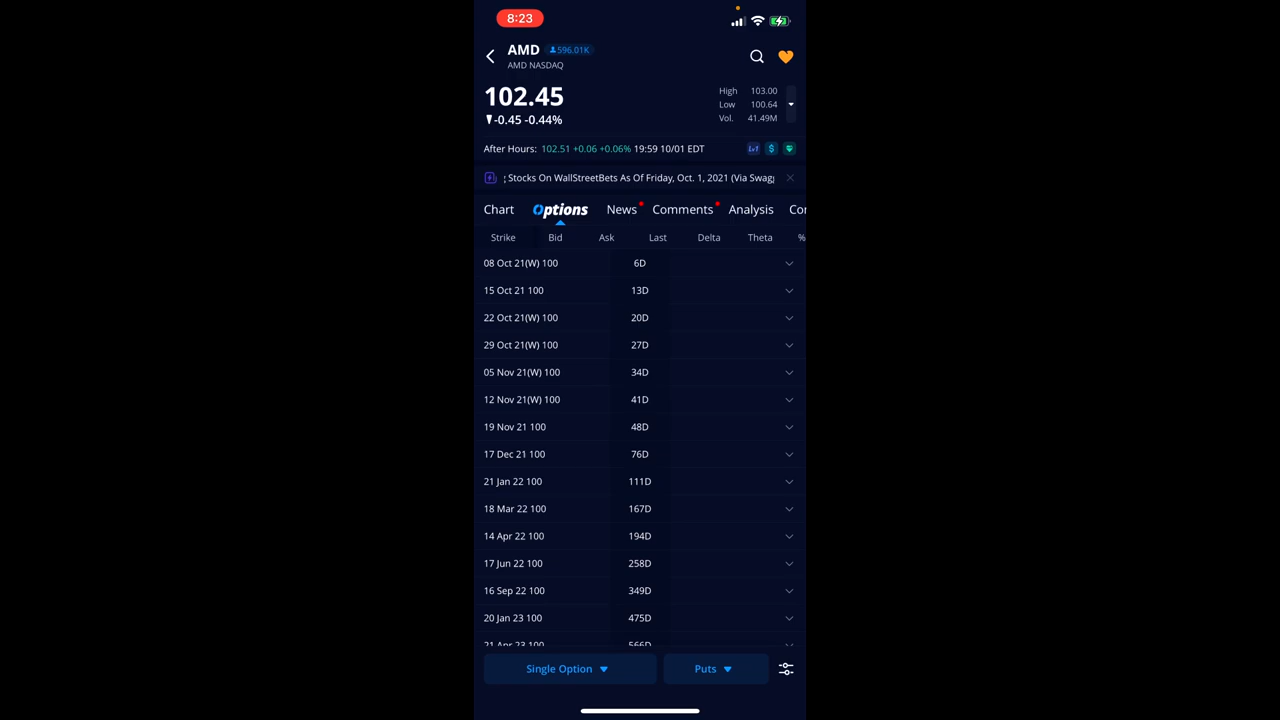 8:23
AMD 596.01K
AMD NASDAQ
102.45
-0.45 -0.44%
High 103.00
Low 100.64
Vol. 41.49M
After Hours: 102.51 +0.06 +0.06% 19:59 10/01 EDT
Stocks On WallStreetBets As Of Friday, Oct. 1, 2021 (Via Swagg
Chart Options News Comments Analysis Cor
Strike Bid Ask Last Delta Theta %
08 Oct 21(W) 100 6D
15 Oct 21 100 13D
22 Oct 21(W) 100 20D
29 Oct 21(W) 100 27D
05 Nov 21(W) 100 34D
12 Nov 21(W) 100 41D
19 Nov 21 100 48D
17 Dec 21 100 76D
21 Jan 22 100 111D
18 Mar 22 100 167D
14 Apr 22 100 194D
17 Jun 22 100 258D
16 Sep 22 100 349D
20 Jan 23 100 475D
21 Apr 23 100 566D
Single Option Puts